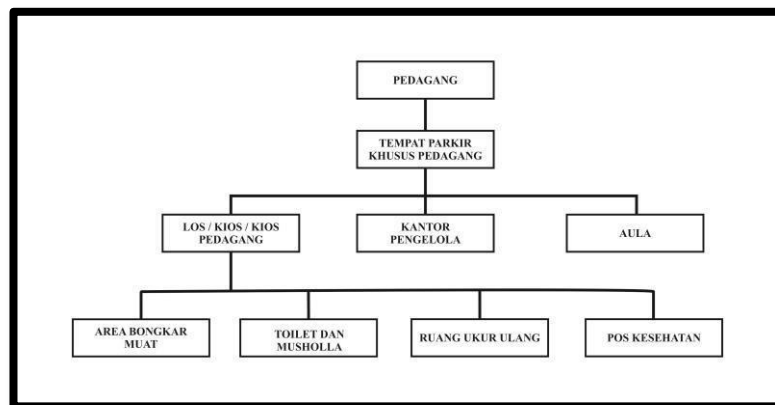 PEDAGANG
TEMPAT PARKIR
KHUSUS PEDAGANG
LOS / KIOS / KIOS
PEDAGANG
KANTOR
PENGELOLA
AULA
AREA BONGKAR
MUAT
TOILET DAN
MUSHOLLA
RUANG UKUR ULANG
POS KESEHATAN